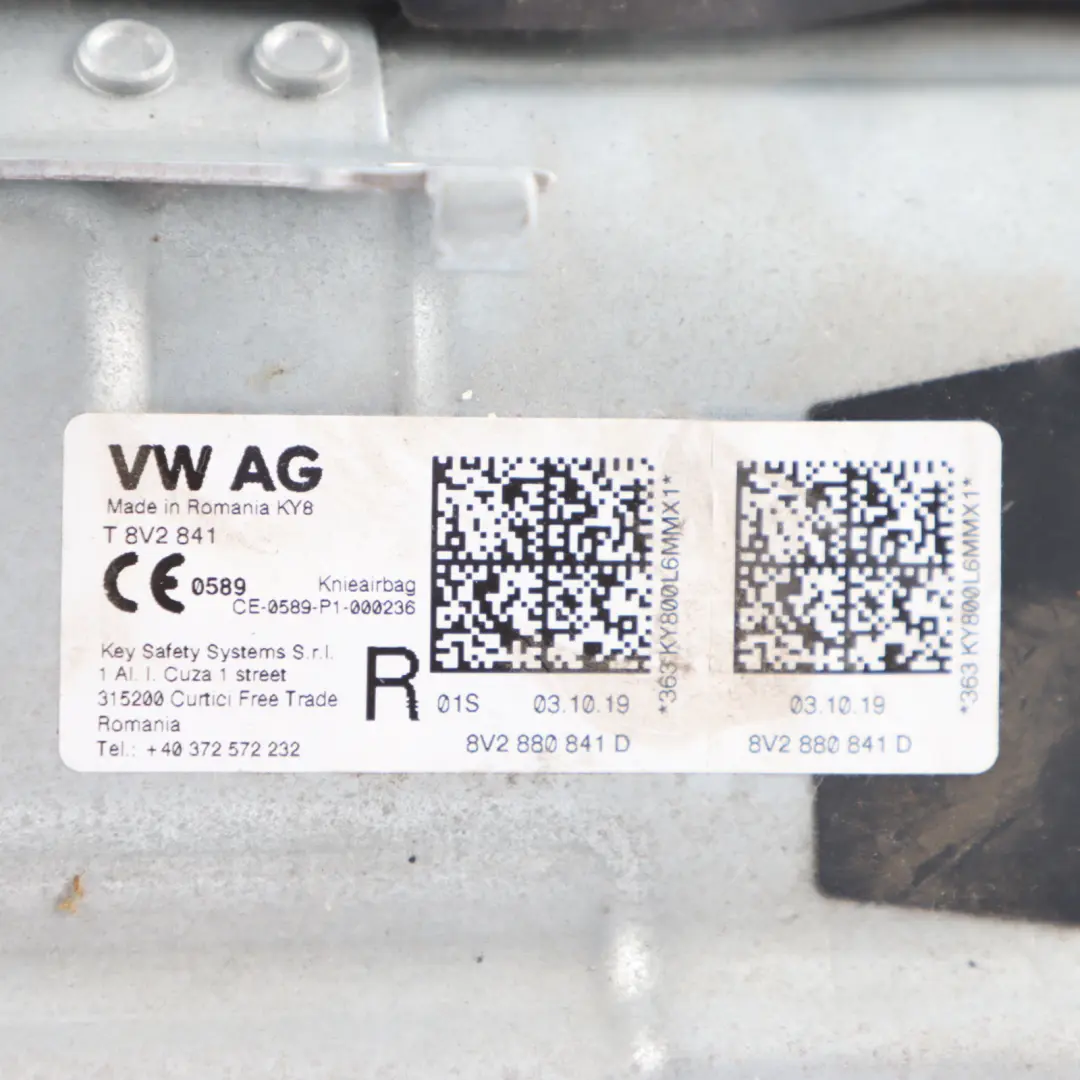 VW AG
Made in Romania KY8
T 8V2 841
CE 0589
Knieairbag
CE-0589-P1-000236
Key Safety Systems S.r.l.
1 Al. I. Cuza 1 street
315200 Curtici Free Trade
Romania
Tel.: +40 372 572 232
R
01S 03.10.19
8V2 880 841 D
*363 KY800L6MMX1*
03.10.19
8V2 880 841 D
*363 KY800L6MMX1*